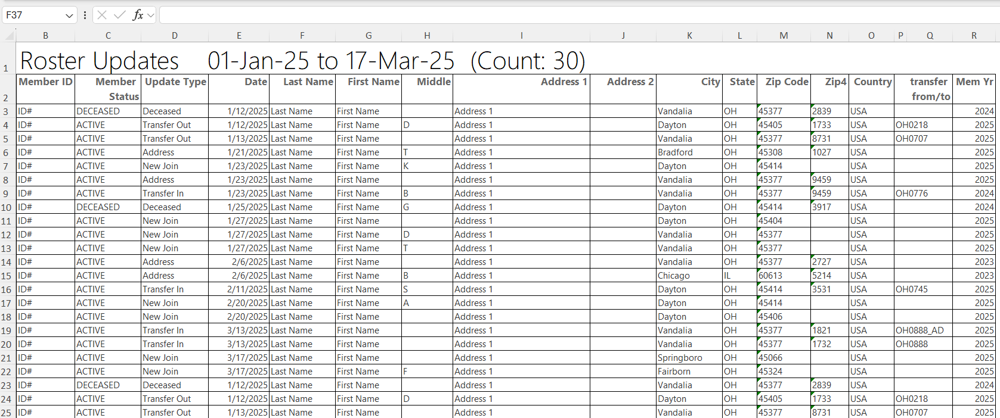 F37 fx
B C D E F G H I J K L M N O P Q R
1 Roster Updates 01-Jan-25 to 17-Mar-25 (Count: 30)
2 Member ID Member Status Update Type Date Last Name First Name Middle Address 1 Address 2 City State Zip Code Zip4 Country transfer from/to Mem Yr
3 ID# DECEASED Deceased 1/12/2025 Last Name First Name Address 1 Vandalia OH 45377 2839 USA 2024
4 ID# ACTIVE Transfer Out 1/12/2025 Last Name First Name D Address 1 Dayton OH 45405 1733 USA OH0218 2025
5 ID# ACTIVE Transfer Out 1/13/2025 Last Name First Name Address 1 Vandalia OH 45377 8731 USA OH0707 2025
6 ID# ACTIVE Address 1/21/2025 Last Name First Name T Address 1 Bradford OH 45308 1027 USA 2025
7 ID# ACTIVE New Join 1/23/2025 Last Name First Name K Address 1 Dayton OH 45414 USA 2025
8 ID# ACTIVE Address 1/23/2025 Last Name First Name Address 1 Vandalia OH 45377 9459 USA 2025
9 ID# ACTIVE Transfer In 1/23/2025 Last Name First Name B Address 1 Vandalia OH 45377 9459 USA OH0776 2024
10 ID# DECEASED Deceased 1/25/2025 Last Name First Name G Address 1 Dayton OH 45414 3917 USA 2024
11 ID# ACTIVE New Join 1/27/2025 Last Name First Name Address 1 Dayton OH 45404 USA 2025
12 ID# ACTIVE New Join 1/27/2025 Last Name First Name D Address 1 Vandalia OH 45377 USA 2025
13 ID# ACTIVE New Join 1/27/2025 Last Name First Name T Address 1 Vandalia OH 45377 USA 2025
14 ID# ACTIVE Address 2/6/2025 Last Name First Name Address 1 Vandalia OH 45377 2727 USA 2023
15 ID# ACTIVE Address 2/6/2025 Last Name First Name B Address 1 Chicago IL 60613 5214 USA 2023
16 ID# ACTIVE Transfer In 2/11/2025 Last Name First Name S Address 1 Dayton OH 45414 3531 USA OH0745 2025
17 ID# ACTIVE New Join 2/20/2025 Last Name First Name A Address 1 Dayton OH 45414 USA 2025
18 ID# ACTIVE New Join 2/20/2025 Last Name First Name Address 1 Dayton OH 45406 USA 2025
19 ID# ACTIVE Transfer In 3/13/2025 Last Name First Name Address 1 Vandalia OH 45377 1821 USA OH0888_AD 2025
20 ID# ACTIVE Transfer In 3/13/2025 Last Name First Name Address 1 Vandalia OH 45377 1732 USA OH0888 2025
21 ID# ACTIVE New Join 3/17/2025 Last Name First Name Address 1 Springboro OH 45066 USA 2025
22 ID# ACTIVE New Join 3/17/2025 Last Name First Name F Address 1 Fairborn OH 45324 USA 2025
23 ID# DECEASED Deceased 1/12/2025 Last Name First Name Address 1 Vandalia OH 45377 2839 USA 2024
24 ID# ACTIVE Transfer Out 1/12/2025 Last Name First Name D Address 1 Dayton OH 45405 1733 USA OH0218 2025
25 ID# ACTIVE Transfer Out 1/13/2025 Last Name First Name Address 1 Vandalia OH 45377 8731 USA OH0707 2025